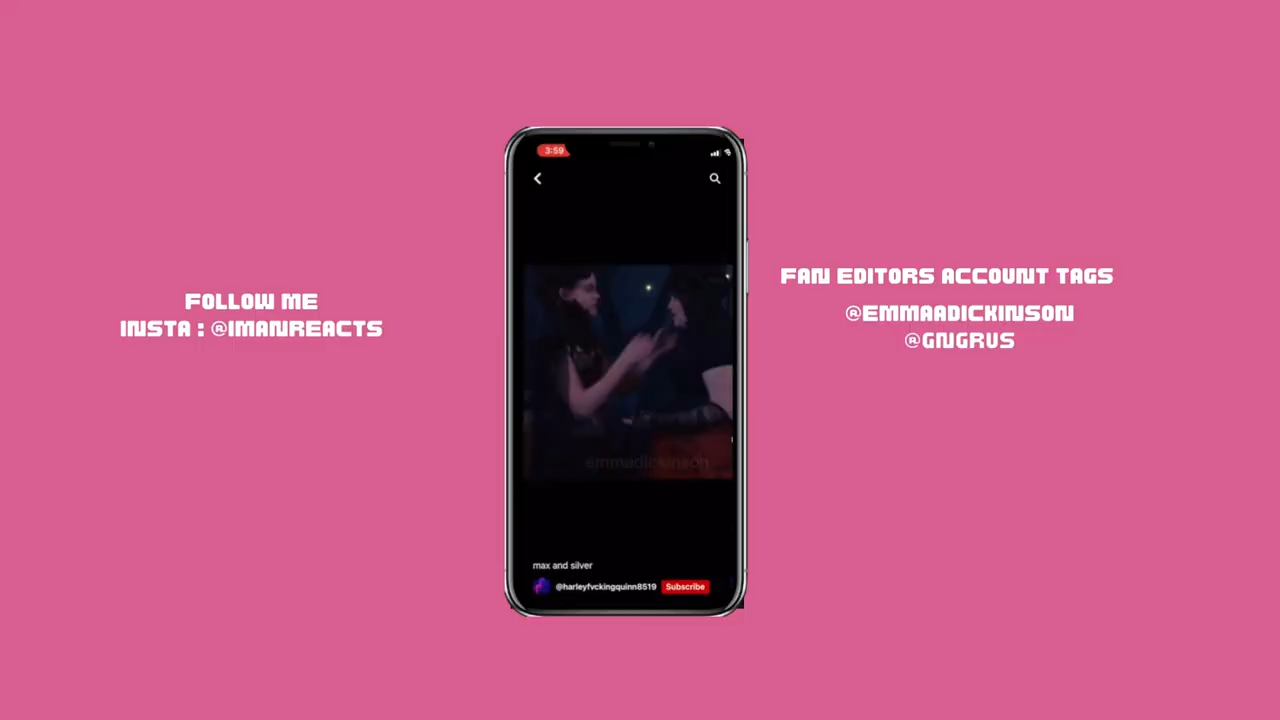 FOLLOW ME
INSTA : @IMANREACTS
3:59
emmadickinson
max and silver
@harleyfvckingquinn8519 Subscribe
FAN EDITORS ACCOUNT TAGS
@EMMAADICKINSON
@GNGRUS